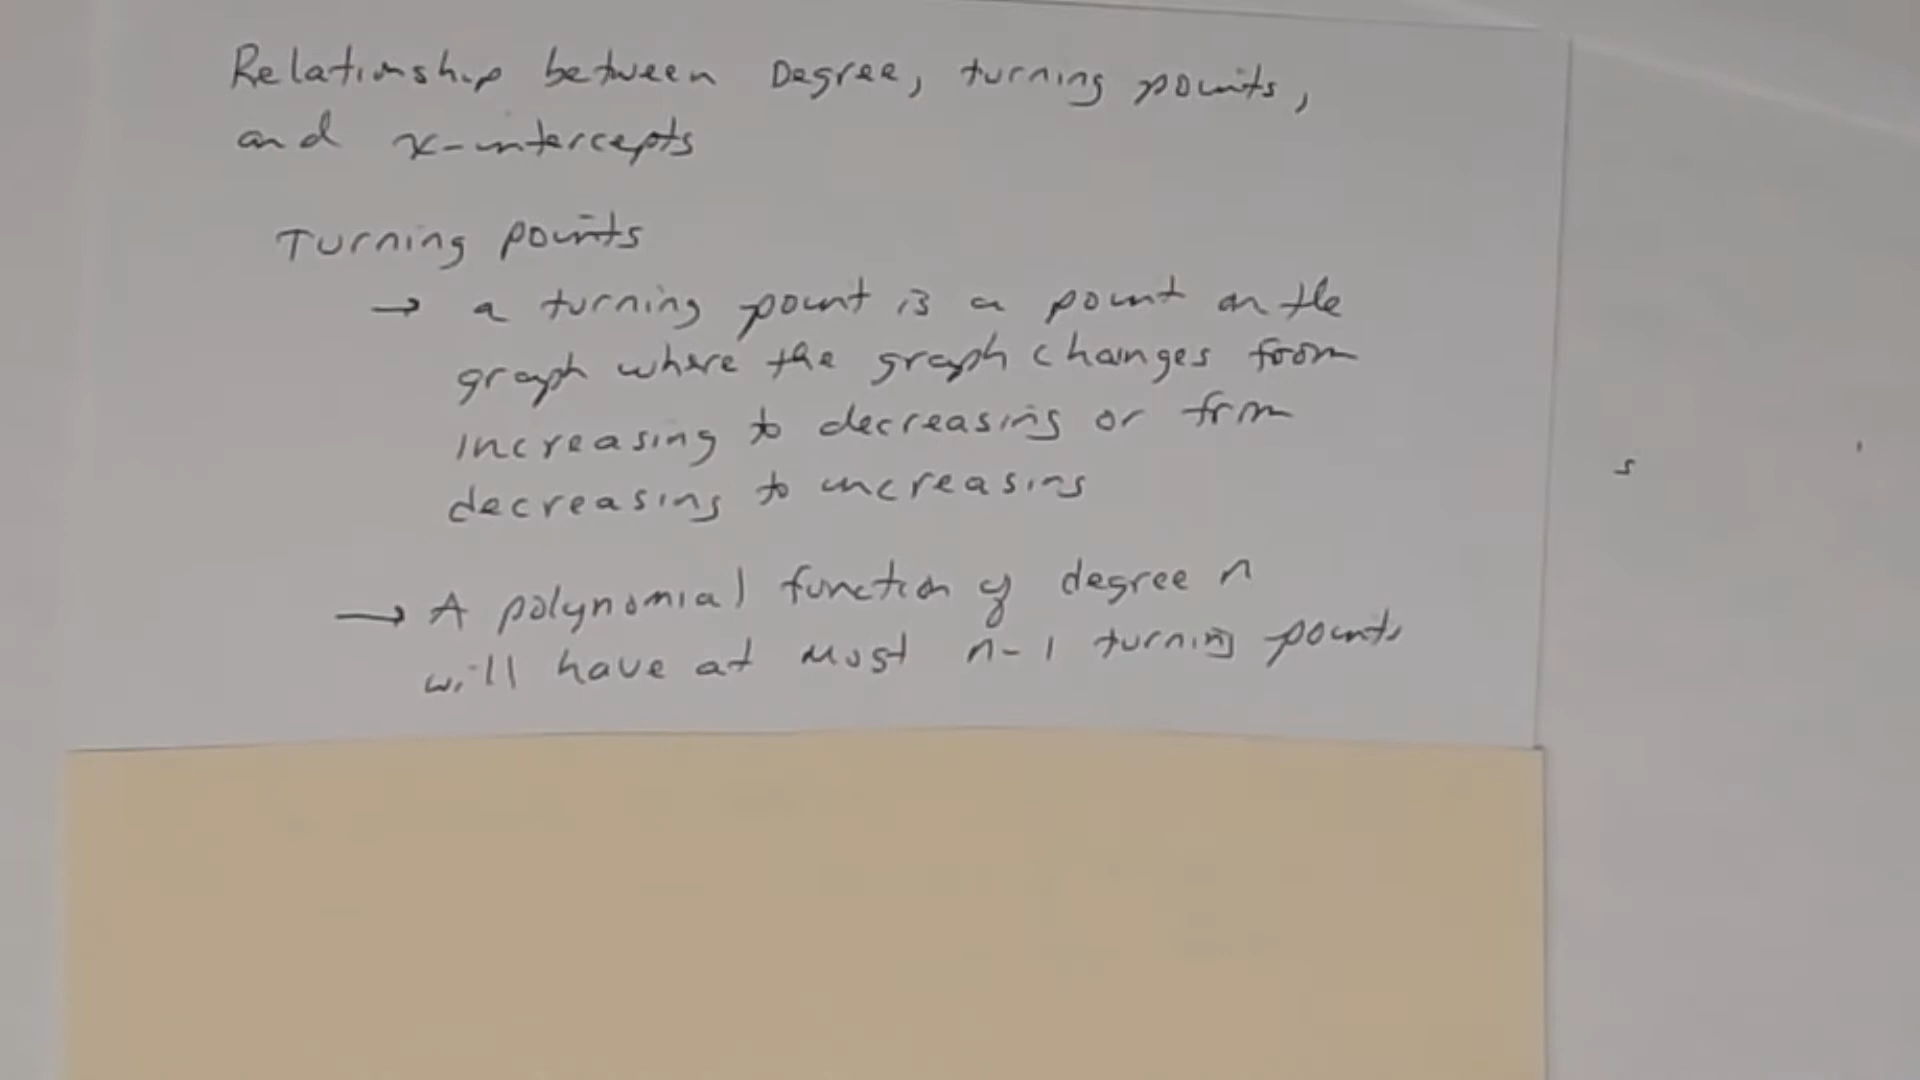 Relationship between Degree, turning points,
and x-intercepts
Turning points
→ a turning point is a point on the
graph where the graph changes from
increasing to decreasing or from
decreasing to increasing
→ A polynomial function of degree n
will have at most n-1 turning points
s